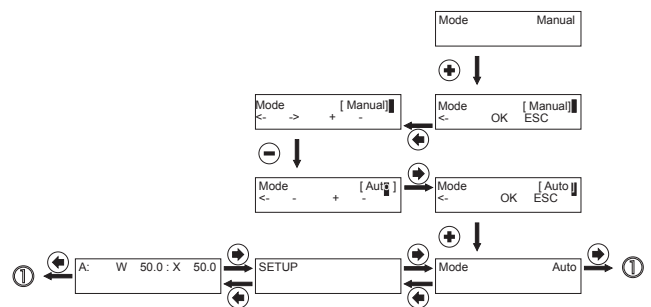 Mode Manual
Mode [ Manual]
<- -> + -
Mode [ Manual]
<- OK ESC
Mode [ Auto ]
<- - + -
Mode [ Auto
<- OK ESC
① A: W 50.0 : X 50.0
SETUP
Mode Auto
①